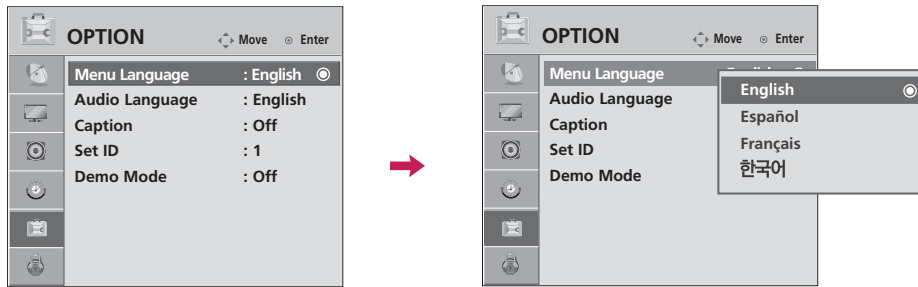 OPTION Move Enter
Menu Language : English
Audio Language : English
Caption : Off
Set ID : 1
Demo Mode : Off
OPTION Move Enter
Menu Language
Audio Language
Caption
Set ID
Demo Mode
English
Español
Français
한국어